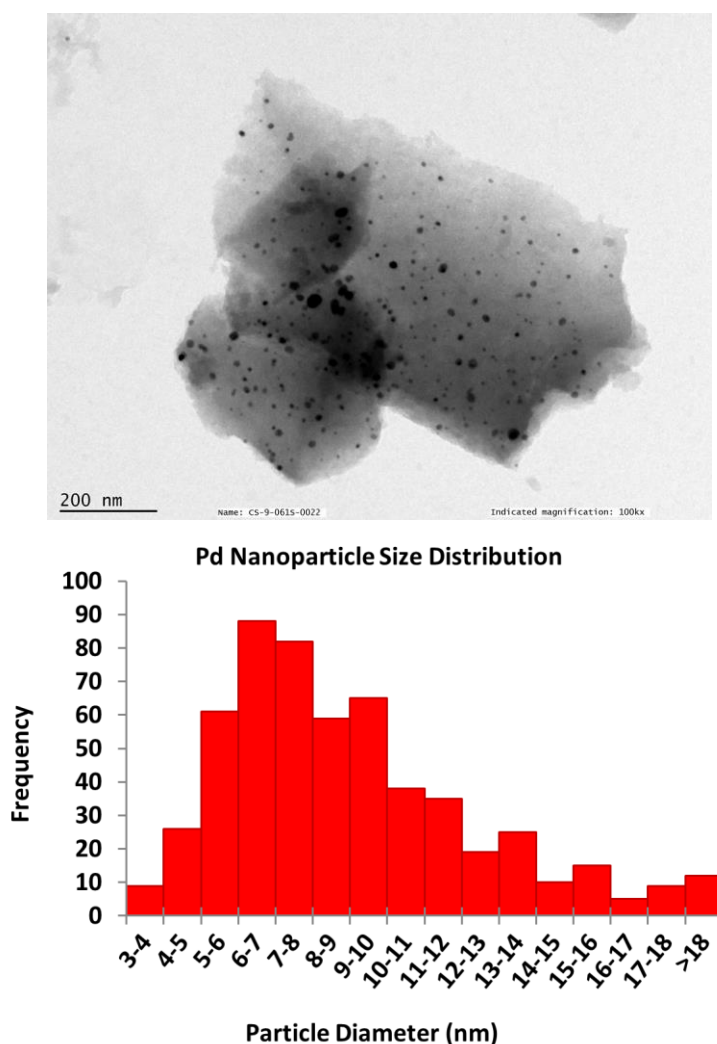 200 nm
Name: CS-9-061S-0022
Indicated magnification: 100kx
Pd Nanoparticle Size Distribution
100
90
80
70
60
50
40
30
20
10
0
Frequency
3-4 4-5 5-6 6-7 7-8 8-9 9-10 10-11 11-12 12-13 13-14 14-15 15-16 16-17 17-18 >18
Particle Diameter (nm)